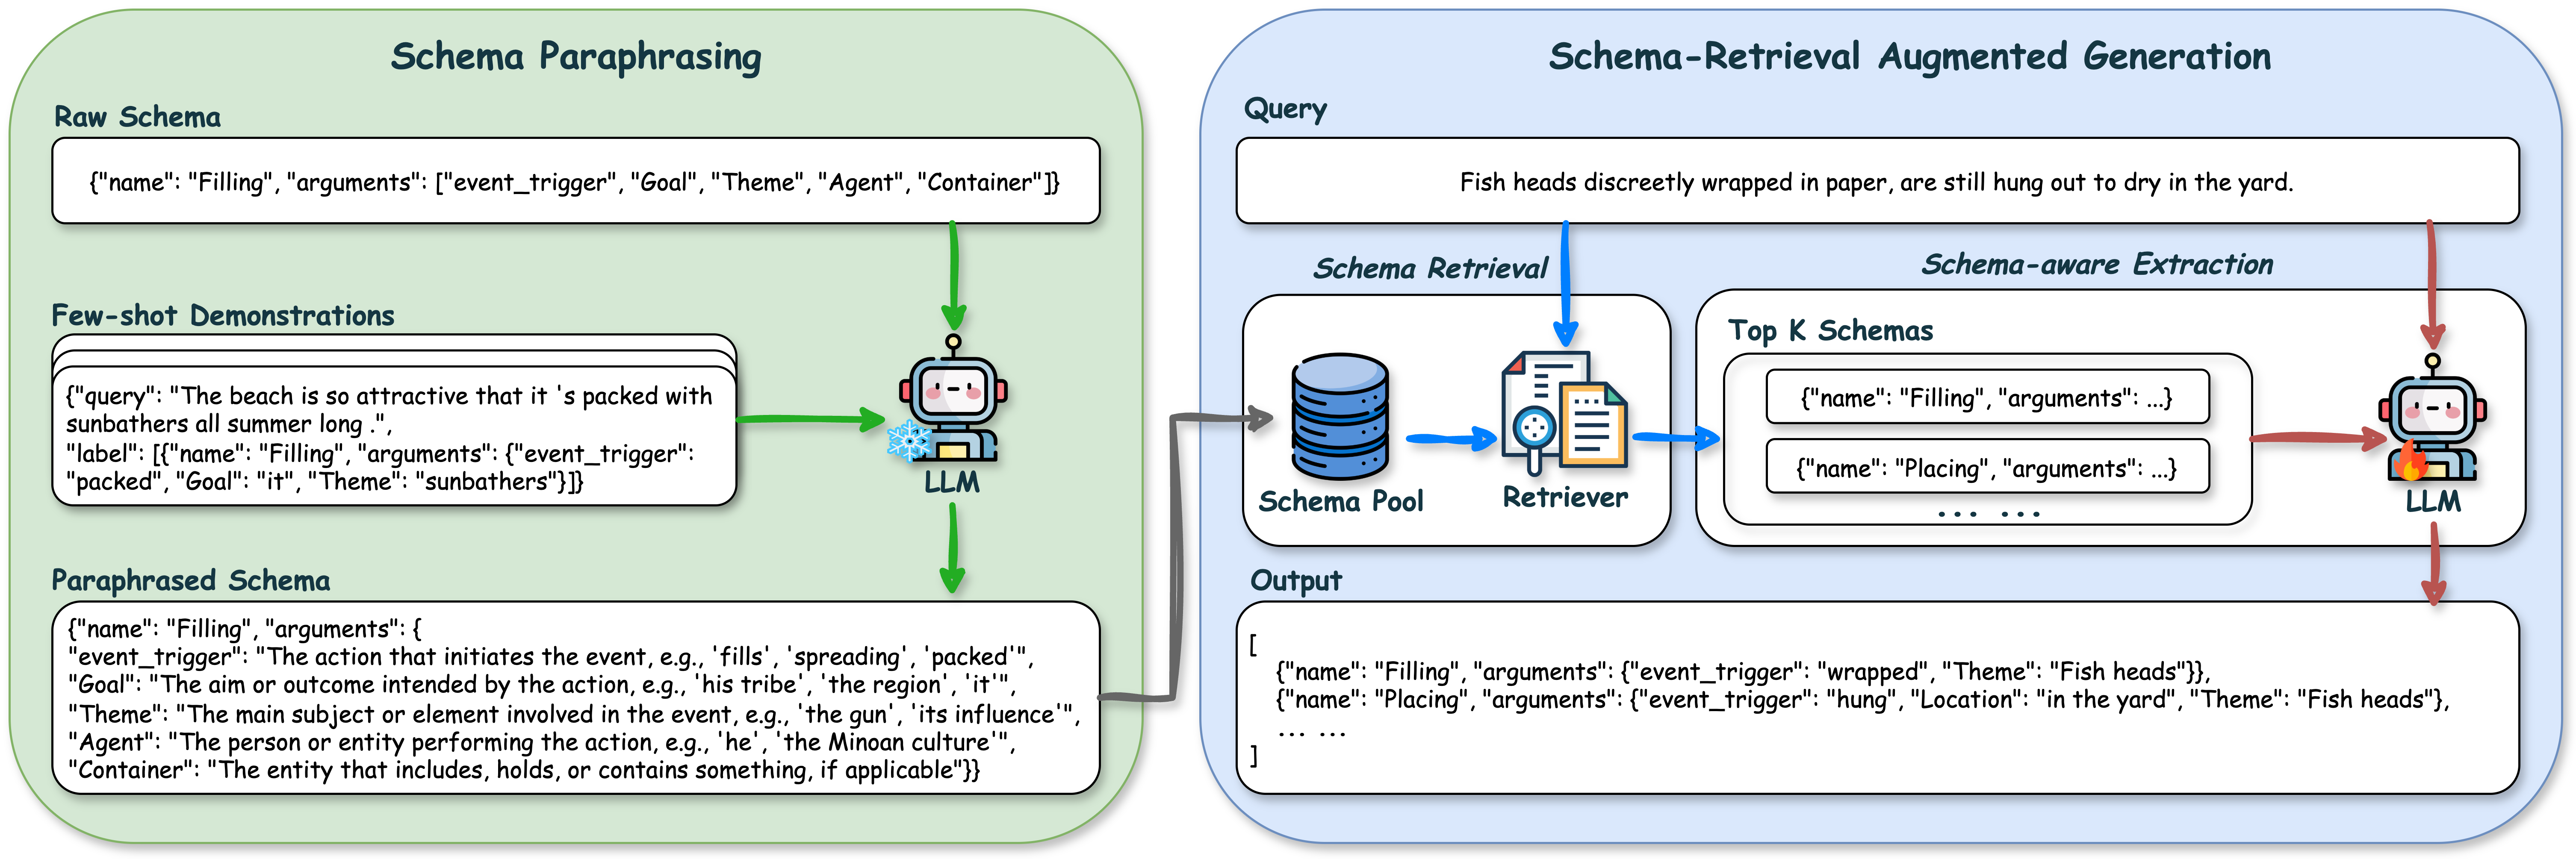 Schema Paraphrasing
Raw Schema
{"name": "Filling", "arguments": ["event_trigger", "Goal", "Theme", "Agent", "Container"]}
Few-shot Demonstrations
{"query": "The beach is so attractive that it 's packed with
sunbathers all summer long .",
"label": [{"name": "Filling", "arguments": {"event_trigger":
"packed", "Goal": "it", "Theme": "sunbathers"}]}
LLM
Paraphrased Schema
{"name": "Filling", "arguments": {
"event_trigger": "The action that initiates the event, e.g., 'fills', 'spreading', 'packed'",
"Goal": "The aim or outcome intended by the action, e.g., 'his tribe', 'the region', 'it'",
"Theme": "The main subject or element involved in the event, e.g., 'the gun', 'its influence'",
"Agent": "The person or entity performing the action, e.g., 'he', 'the Minoan culture'",
"Container": "The entity that includes, holds, or contains something, if applicable"}}
Schema-Retrieval Augmented Generation
Query
Fish heads discreetly wrapped in paper, are still hung out to dry in the yard.
Schema Retrieval
Schema Pool
Retriever
Schema-aware Extraction
Top K Schemas
{"name": "Filling", "arguments": ...}
{"name": "Placing", "arguments": ...}
... ...
LLM
Output
[
{"name": "Filling", "arguments": {"event_trigger": "wrapped", "Theme": "Fish heads"}},
{"name": "Placing", "arguments": {"event_trigger": "hung", "Location": "in the yard", "Theme": "Fish heads"},
... ...
]